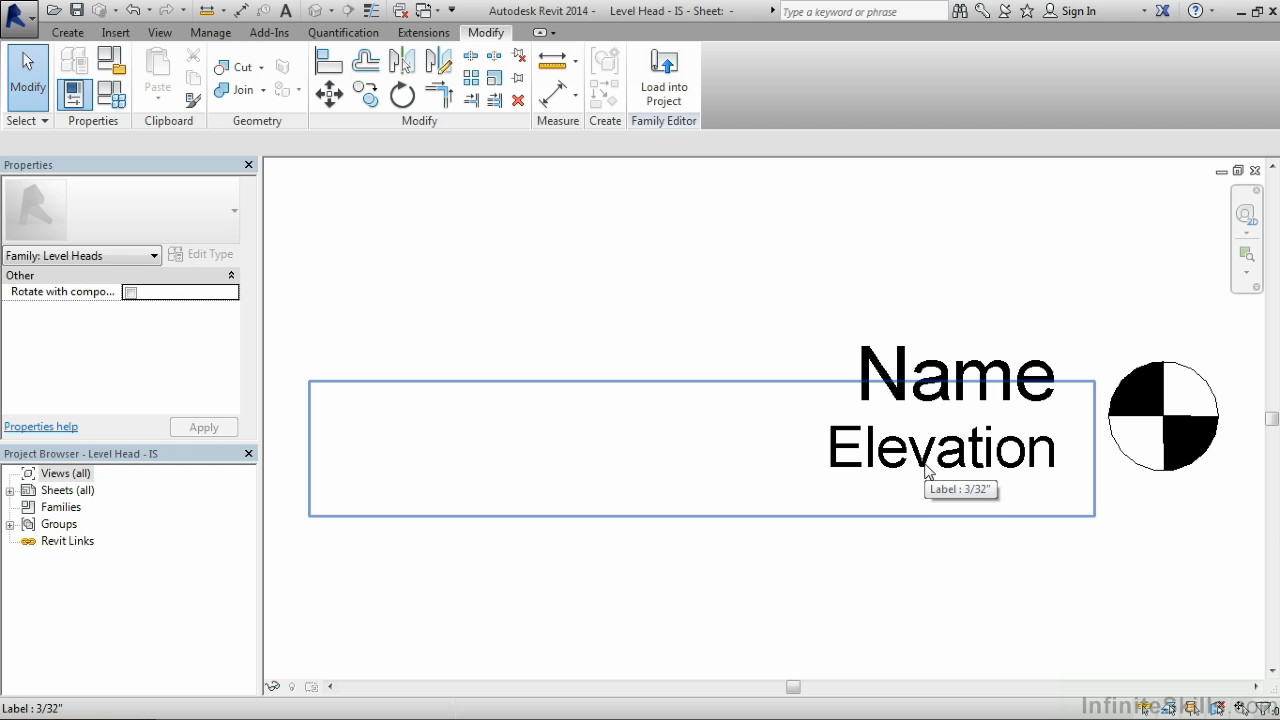 Autodesk Revit 2014 - Level Head - IS - Sheet:
Type a keyword or phrase
Sign In
Create Insert View Manage Add-Ins Quantification Extensions Modify
Modify
Paste
Cut
Join
Load into
Project
Select Properties Clipboard Geometry Modify Measure Create Family Editor
Properties
Family: Level Heads
Edit Type
Other
Rotate with compo...
Properties help
Apply
Project Browser - Level Head - IS
Views (all)
Sheets (all)
Families
Groups
Revit Links
Name
Elevation
Label : 3/32"
2D
Label : 3/32"
InfiniteSkills
:0